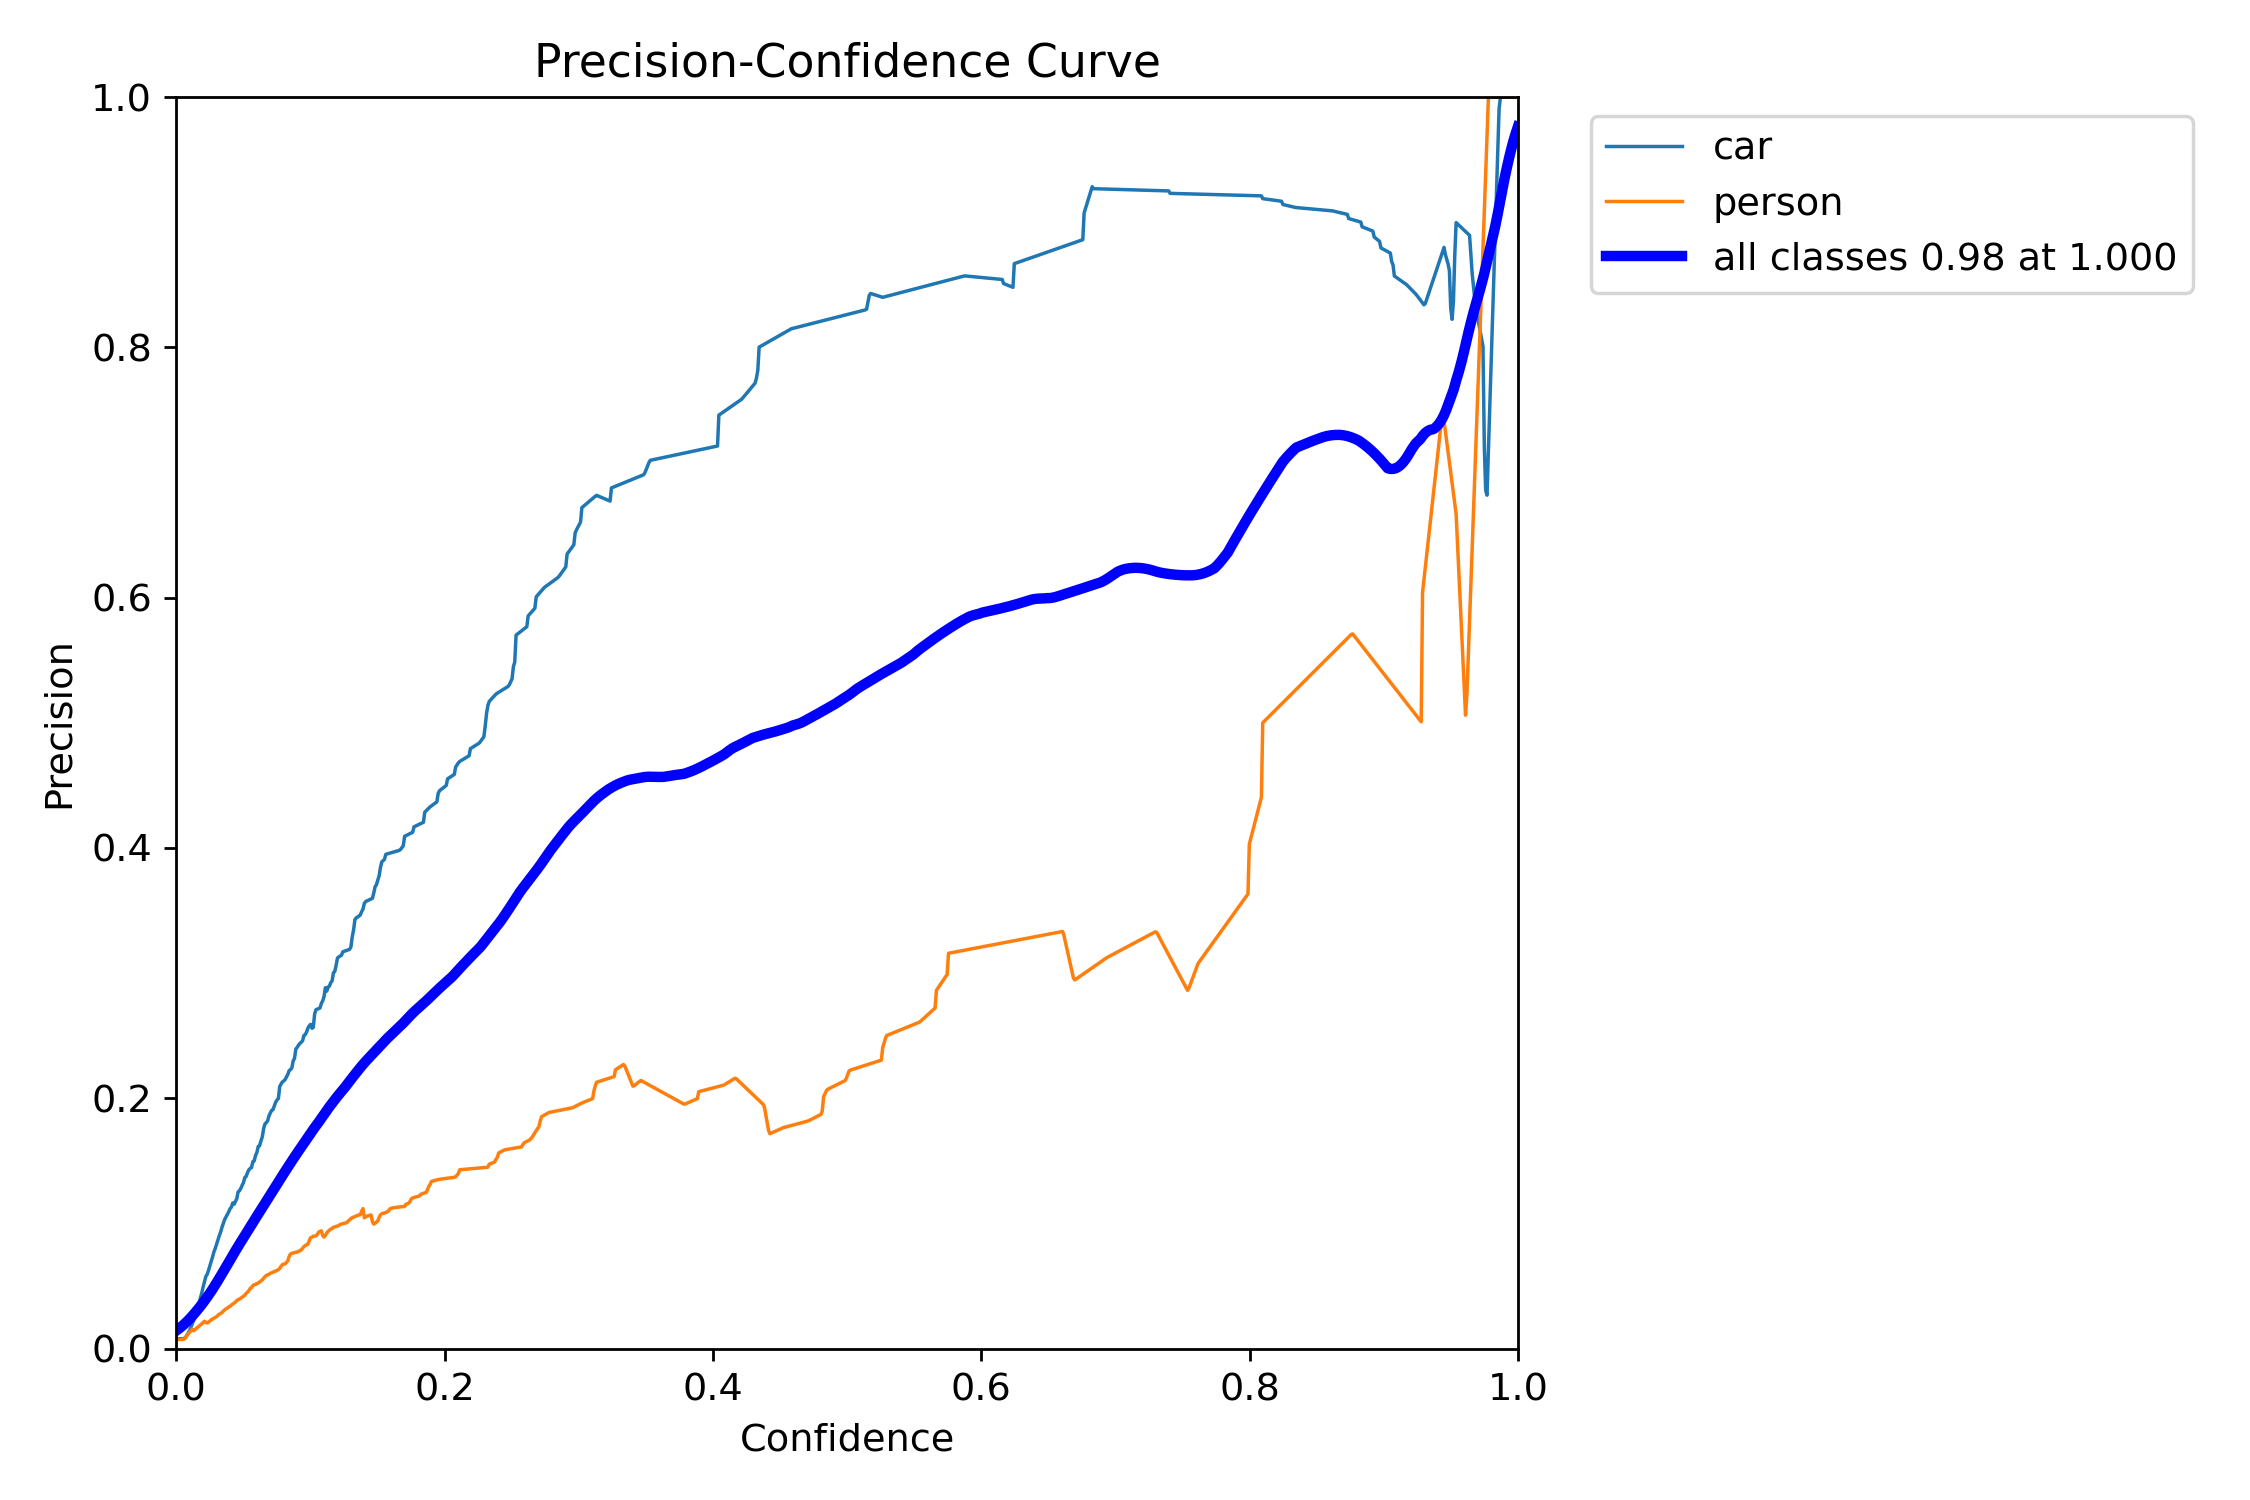 Precision-Confidence Curve
1.0
0.8
0.6
0.4
0.2
0.0
Precision
0.0 0.2 0.4 0.6 0.8 1.0
Confidence
car
person
all classes 0.98 at 1.000